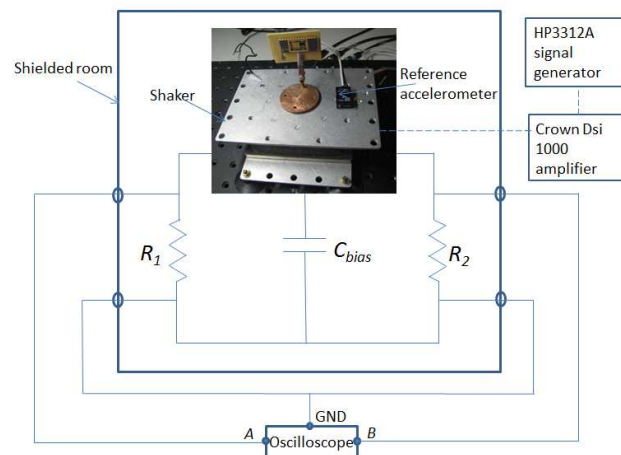 HP3312A
signal
generator
Shielded room
Reference
accelerometer
Shaker
Crown Dsi
1000
amplifier
R1
Cbias
R2
GND
A
Oscilloscope
B